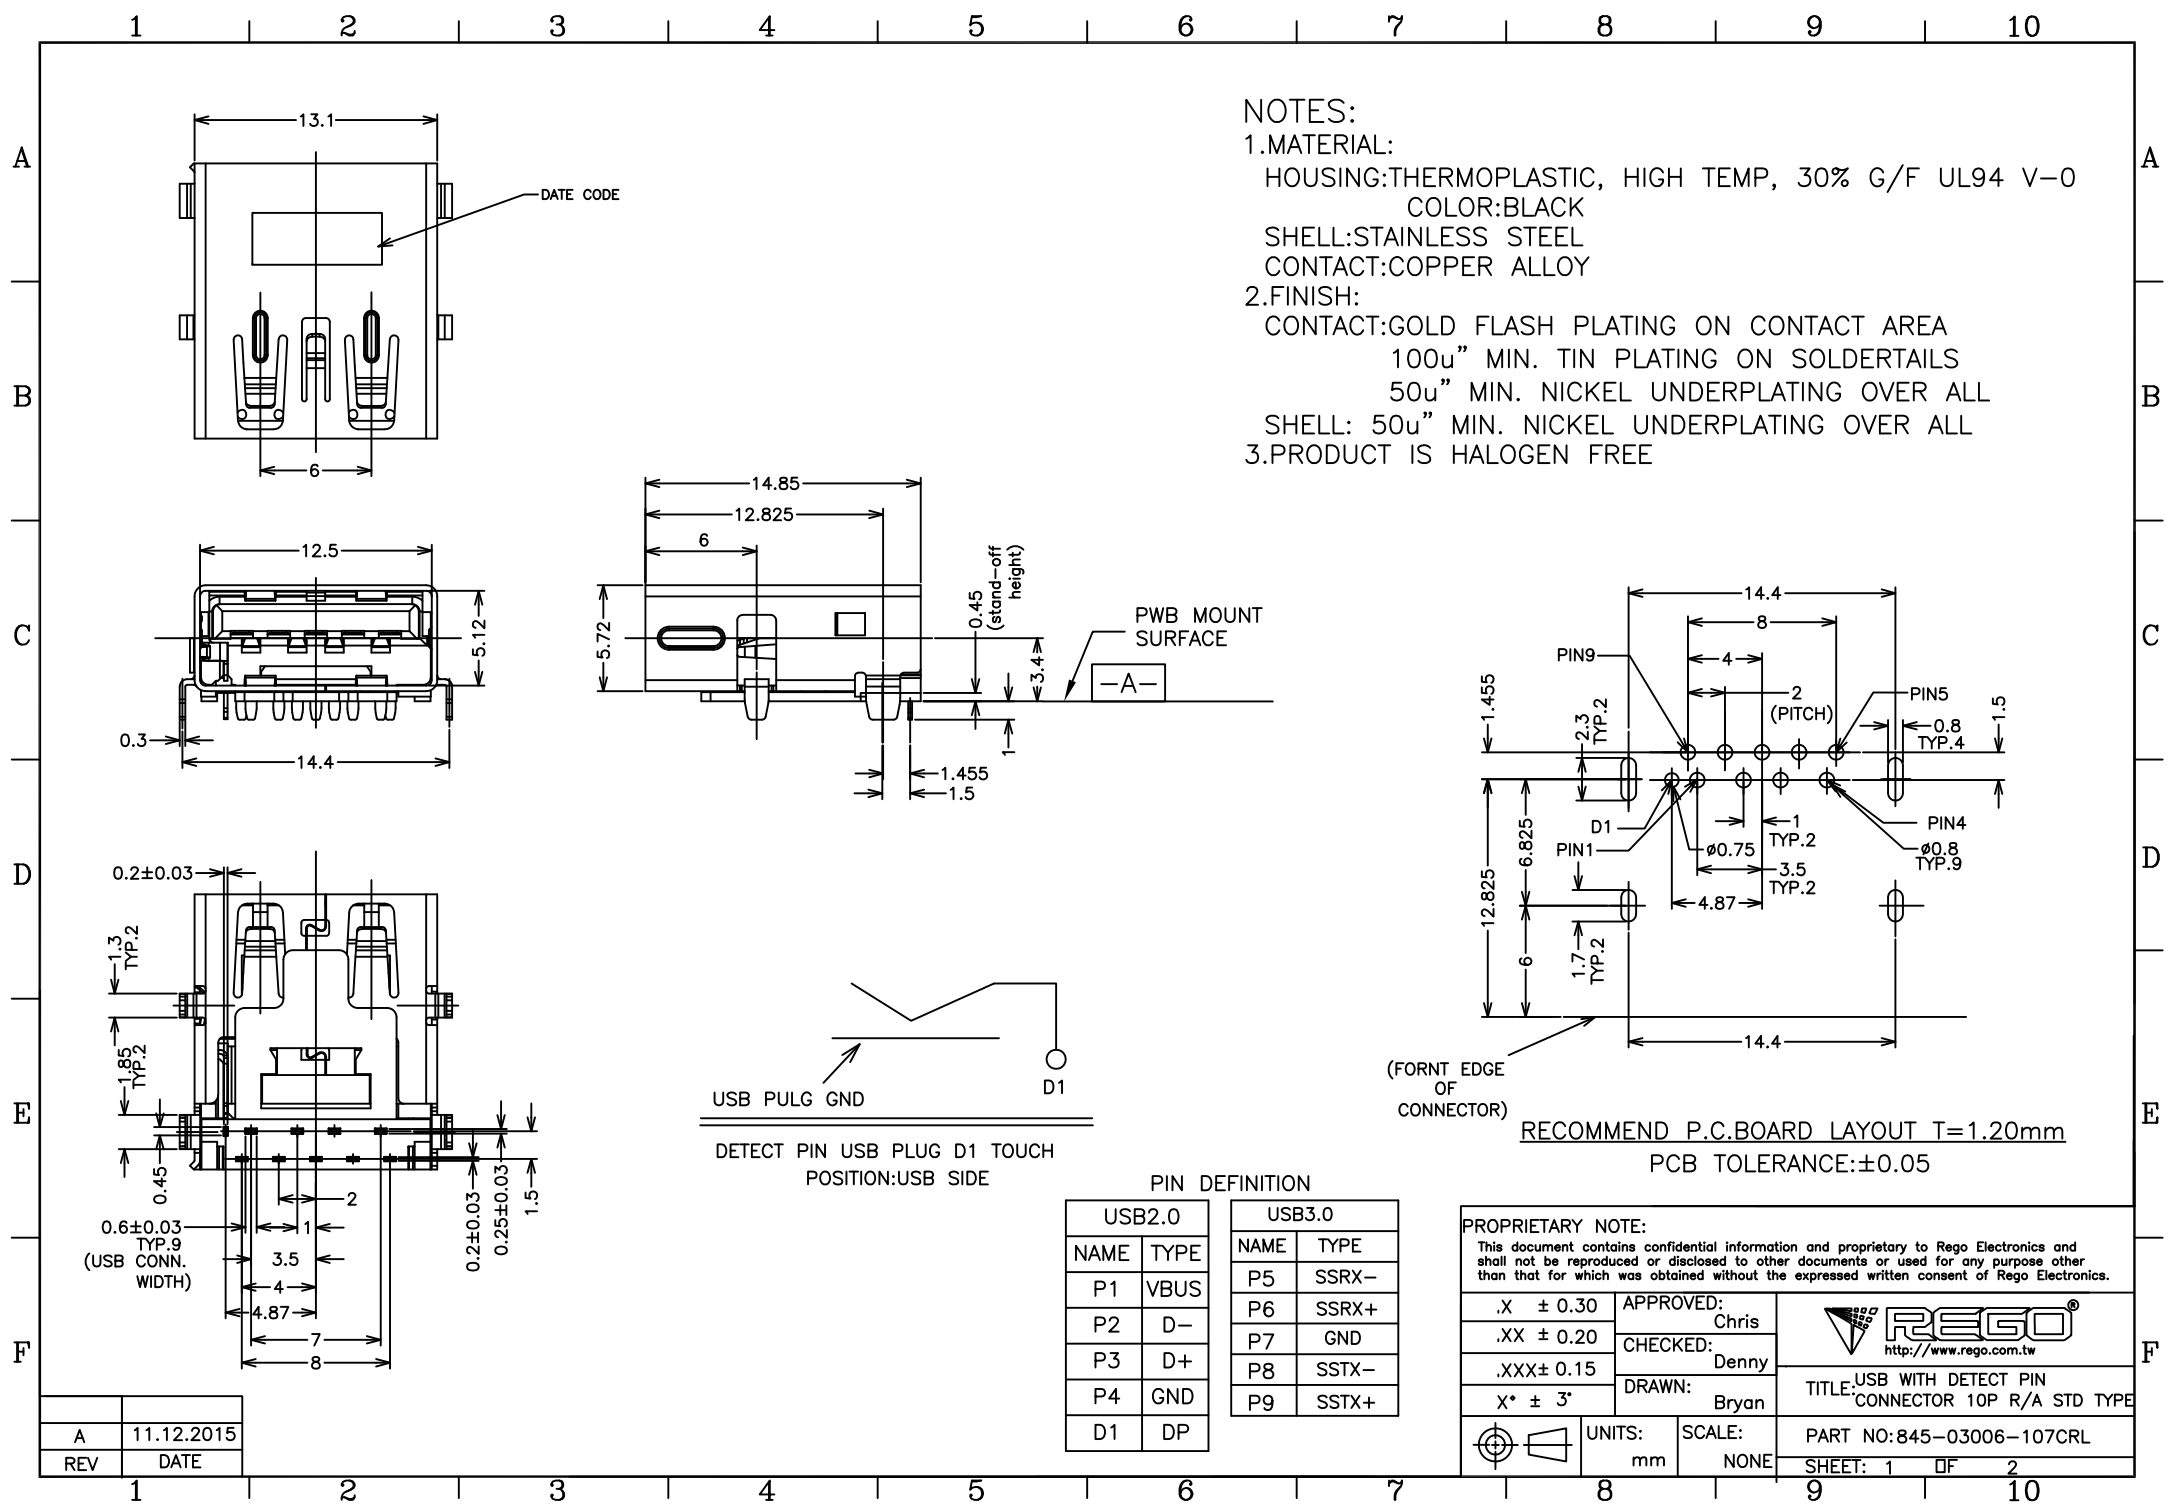 1 2 3 4 5 6 7 8 9 10
A A
B B
C C
D D
E E
F F
13.1
DATE CODE
6
NOTES:
1.MATERIAL:
HOUSING:THERMOPLASTIC, HIGH TEMP, 30% G/F UL94 V-0
COLOR:BLACK
SHELL:STAINLESS STEEL
CONTACT:COPPER ALLOY
2.FINISH:
CONTACT:GOLD FLASH PLATING ON CONTACT AREA
100u" MIN. TIN PLATING ON SOLDERTAILS
50u" MIN. NICKEL UNDERPLATING OVER ALL
SHELL: 50u" MIN. NICKEL UNDERPLATING OVER ALL
3.PRODUCT IS HALOGEN FREE
12.5
5.12
0.3
14.4
14.85
12.825
6
5.72
0.45
(stand-off
height)
3.4
1
1.455
1.5
PWB MOUNT
SURFACE
-A-
14.4
8
4
2
(PITCH)
PIN9
PIN5
1.455
2.3
TYP.2
0.8
TYP.4
1.5
D1
PIN1
ø0.75
1
TYP.2
3.5
TYP.2
4.87
PIN4
ø0.8
TYP.9
12.825
6.825
6
1.7
TYP.2
14.4
(FORNT EDGE
OF
CONNECTOR)
RECOMMEND P.C.BOARD LAYOUT T=1.20mm
PCB TOLERANCE:±0.05
0.2±0.03
1.3
TYP.2
1.85
TYP.2
0.45
0.6±0.03
TYP.9
(USB CONN.
WIDTH)
2
1
3.5
4
4.87
7
8
0.2±0.03
0.25±0.03
1.5
USB PULG GND
D1
DETECT PIN USB PLUG D1 TOUCH
POSITION:USB SIDE
PIN DEFINITION
USB2.0
NAME TYPE
P1 VBUS
P2 D-
P3 D+
P4 GND
D1 DP
USB3.0
NAME TYPE
P5 SSRX-
P6 SSRX+
P7 GND
P8 SSTX-
P9 SSTX+
PROPRIETARY NOTE:
This document contains confidential information and proprietary to Rego Electronics and
shall not be reproduced or disclosed to other documents or used for any purpose other
than that for which was obtained without the expressed written consent of Rego Electronics.
.X ± 0.30
.XX ± 0.20
.XXX± 0.15
X° ± 3°
APPROVED:
Chris
CHECKED:
Denny
DRAWN:
Bryan
REGO®
http://www.rego.com.tw
TITLE:USB WITH DETECT PIN
CONNECTOR 10P R/A STD TYPE
UNITS:
mm
SCALE:
NONE
PART NO:845-03006-107CRL
SHEET: 1 OF 2
A 11.12.2015
REV DATE
1 2 3 4 5 6 7 8 9 10